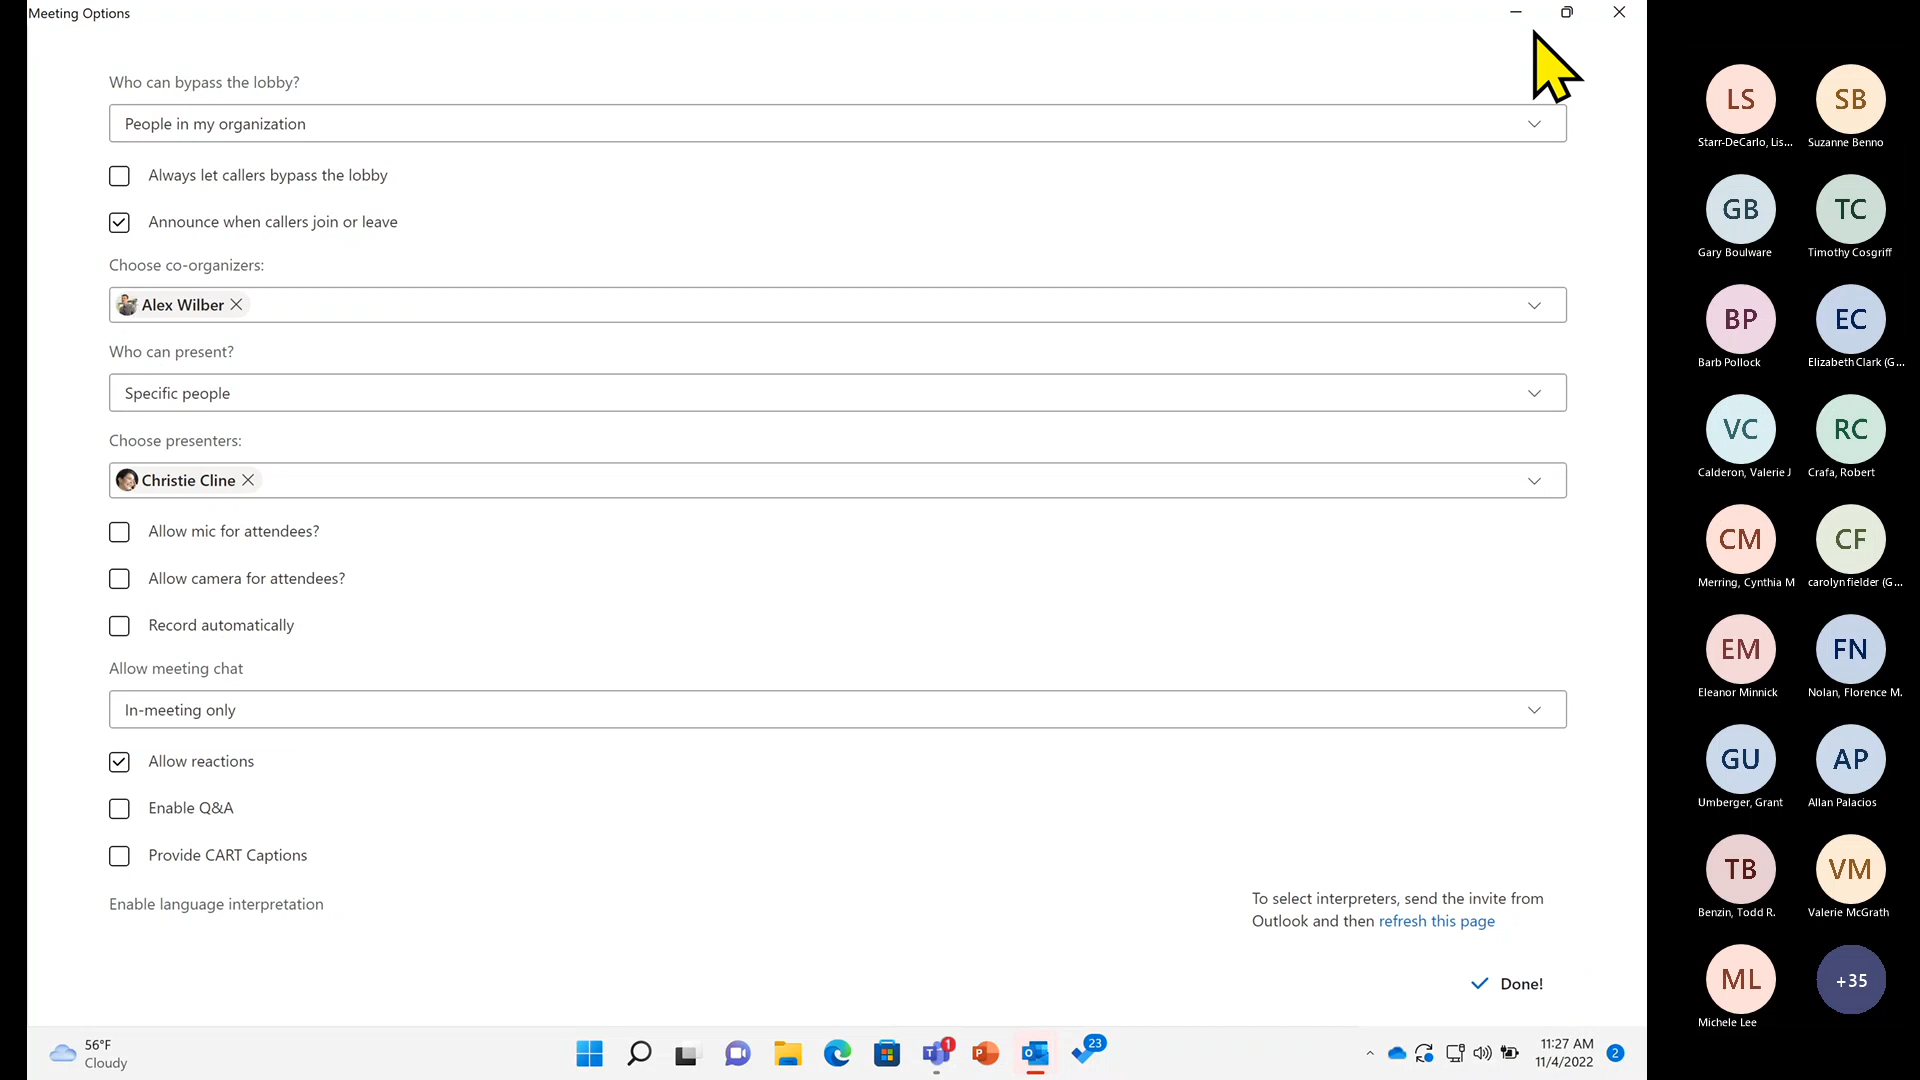 Meeting Options
Who can bypass the lobby?
People in my organization
Always let callers bypass the lobby
Announce when callers join or leave
Choose co-organizers:
Alex Wilber
Who can present?
Specific people
Choose presenters:
Christie Cline
Allow mic for attendees?
Allow camera for attendees?
Record automatically
Allow meeting chat
In-meeting only
Allow reactions
Enable Q&A
Provide CART Captions
Enable language interpretation
To select interpreters, send the invite from
Outlook and then refresh this page
Done!
56°F
Cloudy
1
23
11:27 AM
11/4/2022
2
LS
Starr-DeCarlo, Lis...
SB
Suzanne Benno
GB
Gary Boulware
TC
Timothy Cosgriff
BP
Barb Pollock
EC
Elizabeth Clark (G...
VC
Calderon, Valerie J
RC
Crafa, Robert
CM
Merring, Cynthia M
CF
carolyn fielder (G...
EM
Eleanor Minnick
FN
Nolan, Florence M.
GU
Umberger, Grant
AP
Allan Palacios
TB
Benzin, Todd R.
VM
Valerie McGrath
ML
Michele Lee
+35